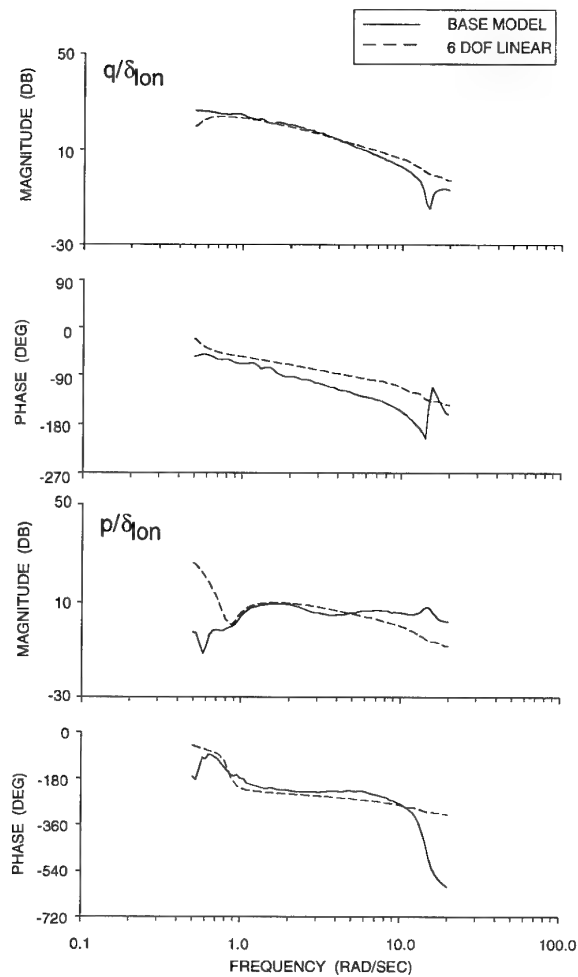 BASE MODEL
6 DOF LINEAR
50
q/δlon
MAGNITUDE (DB)
10
-30
90
0
PHASE (DEG)
-90
-180
-270
50
p/δlon
MAGNITUDE (DB)
10
-30
0
-180
PHASE (DEG)
-360
-540
-720
0.1 1.0 10.0 100.0
FREQUENCY (RAD/SEC)